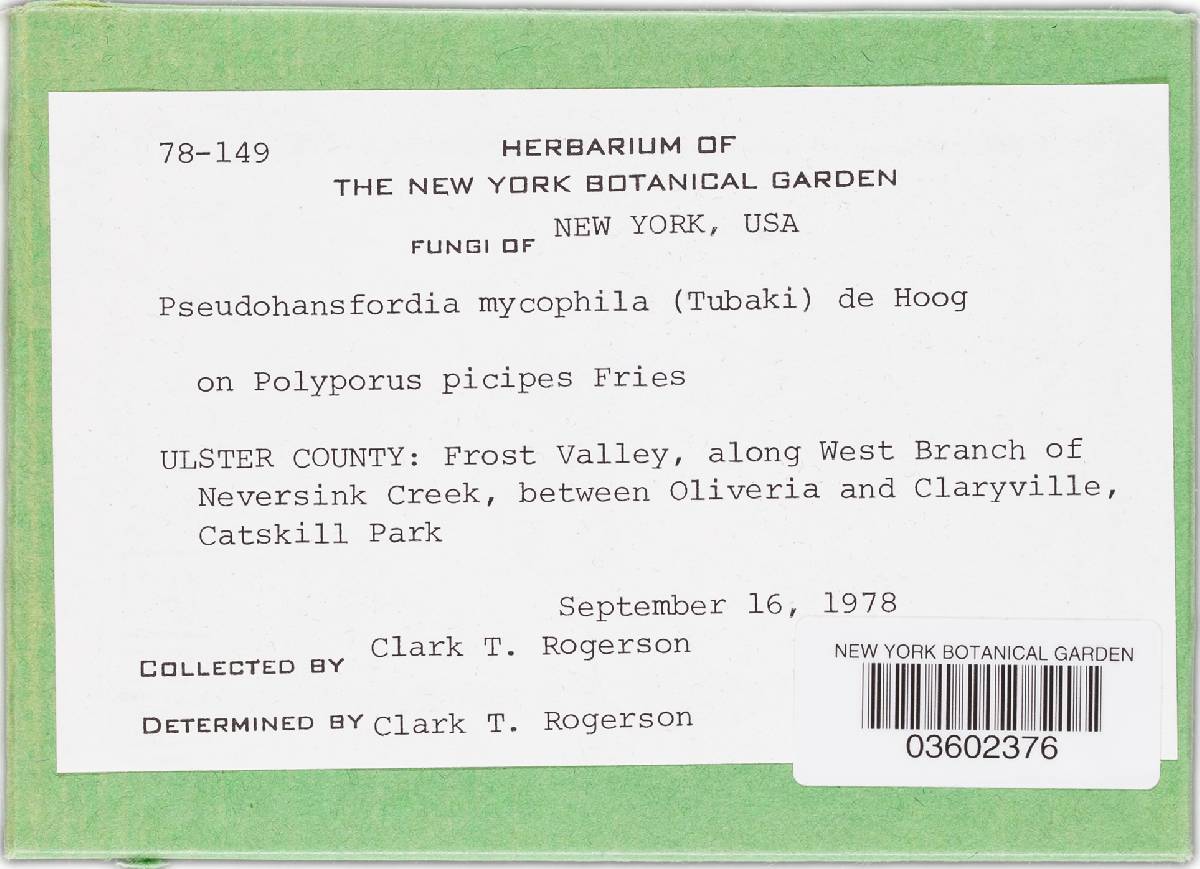 78-149
HERBARIUM OF
THE NEW YORK BOTANICAL GARDEN
FUNGI OF NEW YORK, USA
Pseudohansfordia mycophila (Tubaki) de Hoog
on Polyporus picipes Fries
ULSTER COUNTY: Frost Valley, along West Branch of
Neversink Creek, between Oliveria and Claryville,
Catskill Park
September 16, 1978
COLLECTED BY Clark T. Rogerson
DETERMINED BY Clark T. Rogerson
NEW YORK BOTANICAL GARDEN
03602376